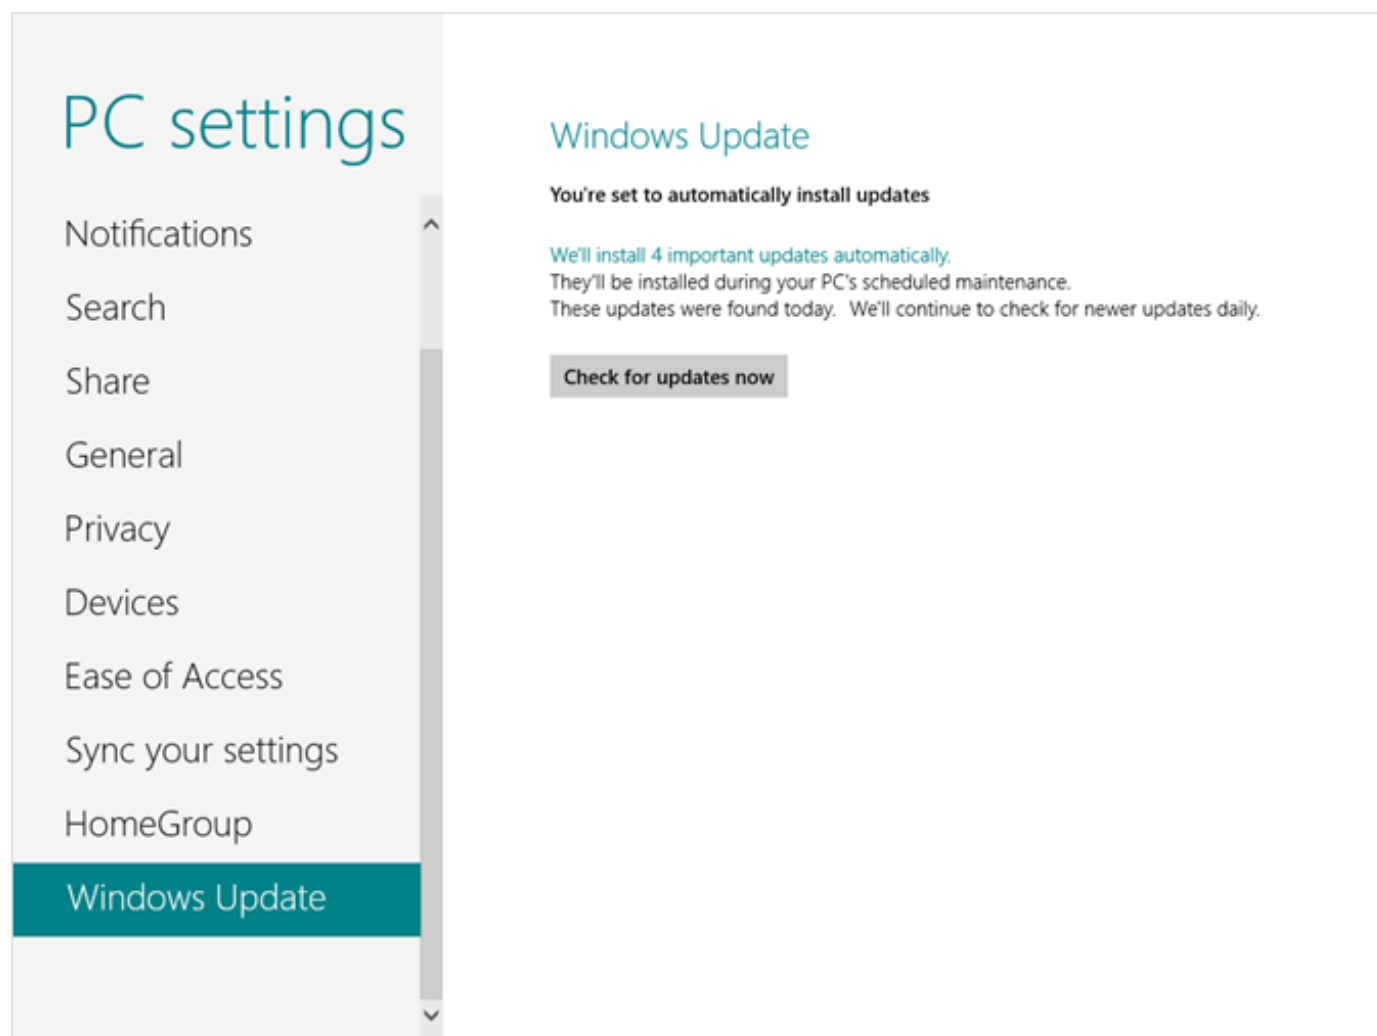 PC settings
Notifications
Search
Share
General
Privacy
Devices
Ease of Access
Sync your settings
HomeGroup
Windows Update
Windows Update
You're set to automatically install updates
We'll install 4 important updates automatically.
They'll be installed during your PC's scheduled maintenance.
These updates were found today. We'll continue to check for newer updates daily.
Check for updates now